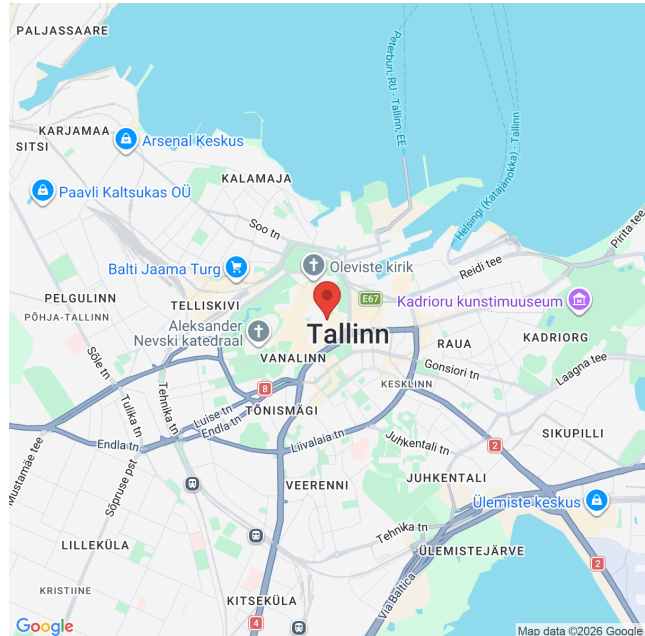 PALJASSAARE
Peterburi, RU - Tallinn, EE
Helsingi (Katajanokka) - Tallinn
KARJAMAA
SITSI
Arsenal Keskus
Paavli Kaltsukas OÜ
KALAMAJA
Soo tn
Pirita tee
Reidi tee
Balti Jaama Turg
Oleviste kirik
PELGULINN
PÕHJA-TALLINN
TELLISKIVI
E67
Kadrioru kunstimuuseum
Aleksander
Nevski katedraal
Tallinn
RAUA
KADRIORG
VANALINN
Sõle tn
Tehnika tn
Tulika tn
8
KESKLINN
Gonsiori tn
Laagna tee
Luise tn
Endla tn
TÕNISMÄGI
Mustamäe tee
Endla tn
Liivalaia tn
Juhkentali tn
2
SIKUPILLI
Sõpruse pst
VEERENNI
JUHKENTALI
Ülemiste keskus
LILLEKÜLA
Tehnika tn
ÜLEMISTEJÄRVE
2
KRISTIINE
KITSEKÜLA
Via Baltica
4
Google
Map data ©2026 Google